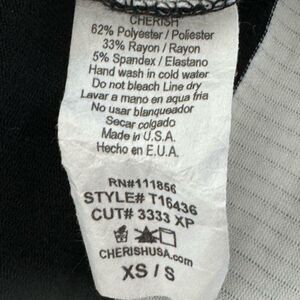 CHERISH
62% Polyester / Poliester
33% Rayon / Rayon
5% Spandex / Elastano
Hand wash in cold water
Do not bleach Line dry
Lavar a mano en aqua fria
No usar blanqueador
Secar colgado
Made in U.S.A.
Hecho en E.U.A.
RN#111856
STYLE# T16436
CUT# 3333 XP
CHERISHUSA.com
XS / S